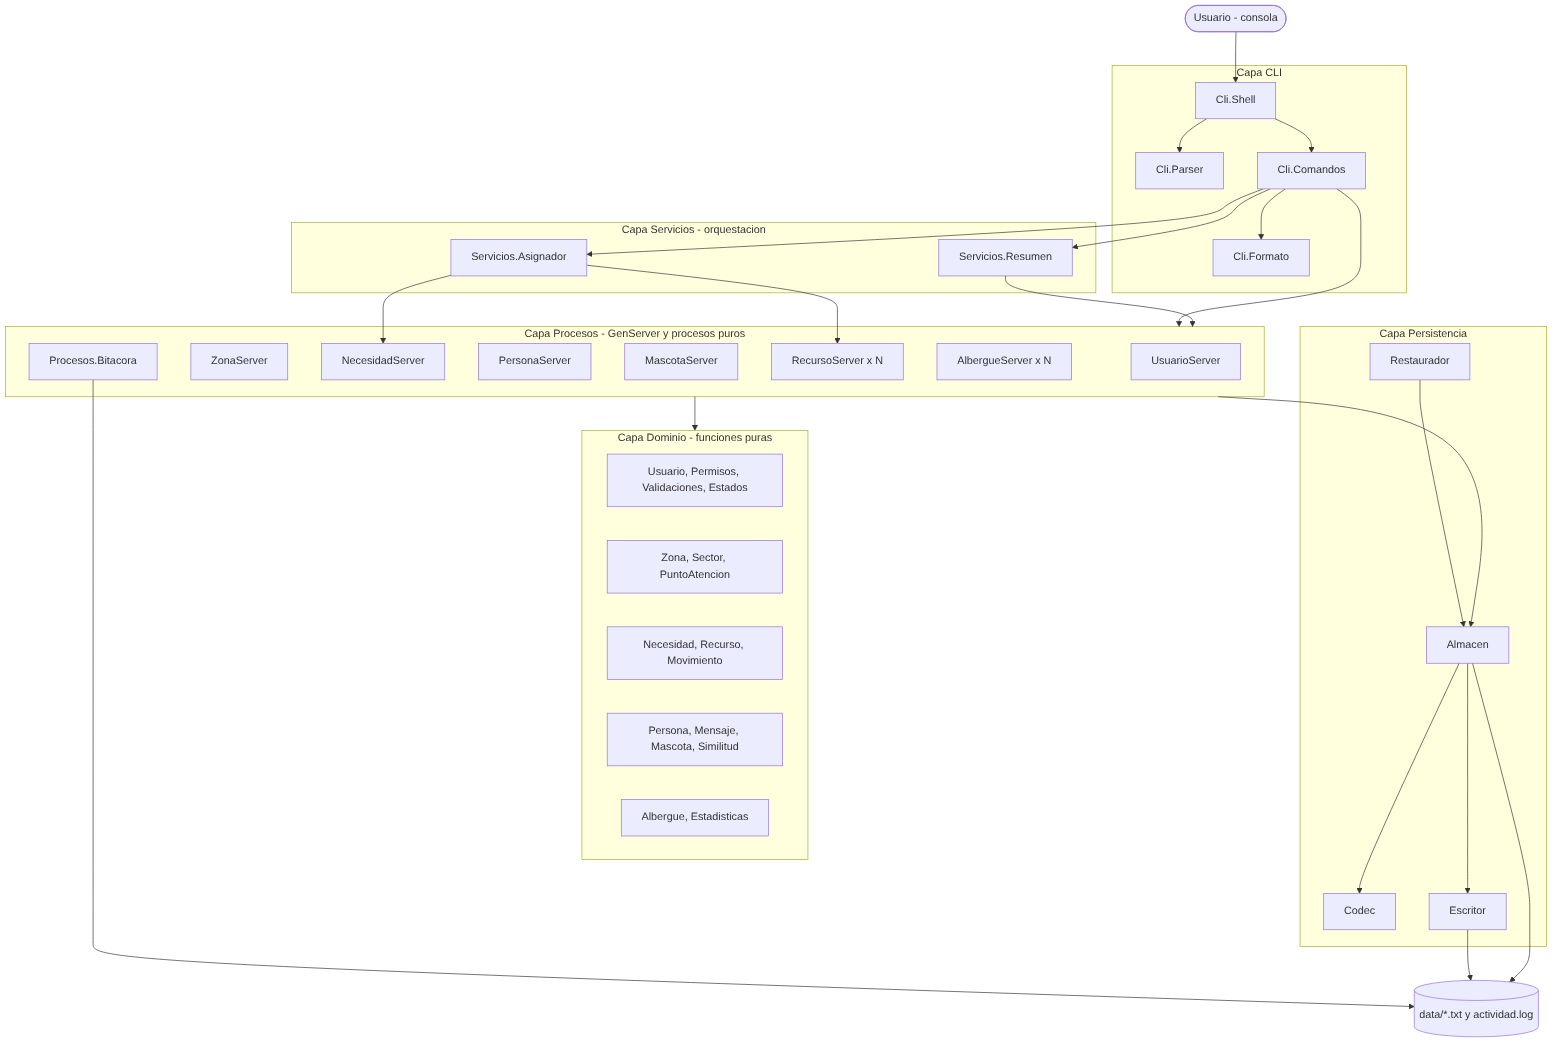 Usuario - consola
Capa CLI
Cli.Shell
Cli.Parser
Cli.Comandos
Cli.Formato
Capa Servicios - orquestacion
Servicios.Asignador
Servicios.Resumen
Capa Procesos - GenServer y procesos puros
Procesos.Bitacora
ZonaServer
NecesidadServer
PersonaServer
MascotaServer
RecursoServer x N
AlbergueServer x N
UsuarioServer
Capa Persistencia
Restaurador
Almacen
Codec
Escritor
Capa Dominio - funciones puras
Usuario, Permisos,
Validaciones, Estados
Zona, Sector,
PuntoAtencion
Necesidad, Recurso,
Movimiento
Persona, Mensaje,
Mascota, Similitud
Albergue, Estadisticas
data/*.txt y actividad.log